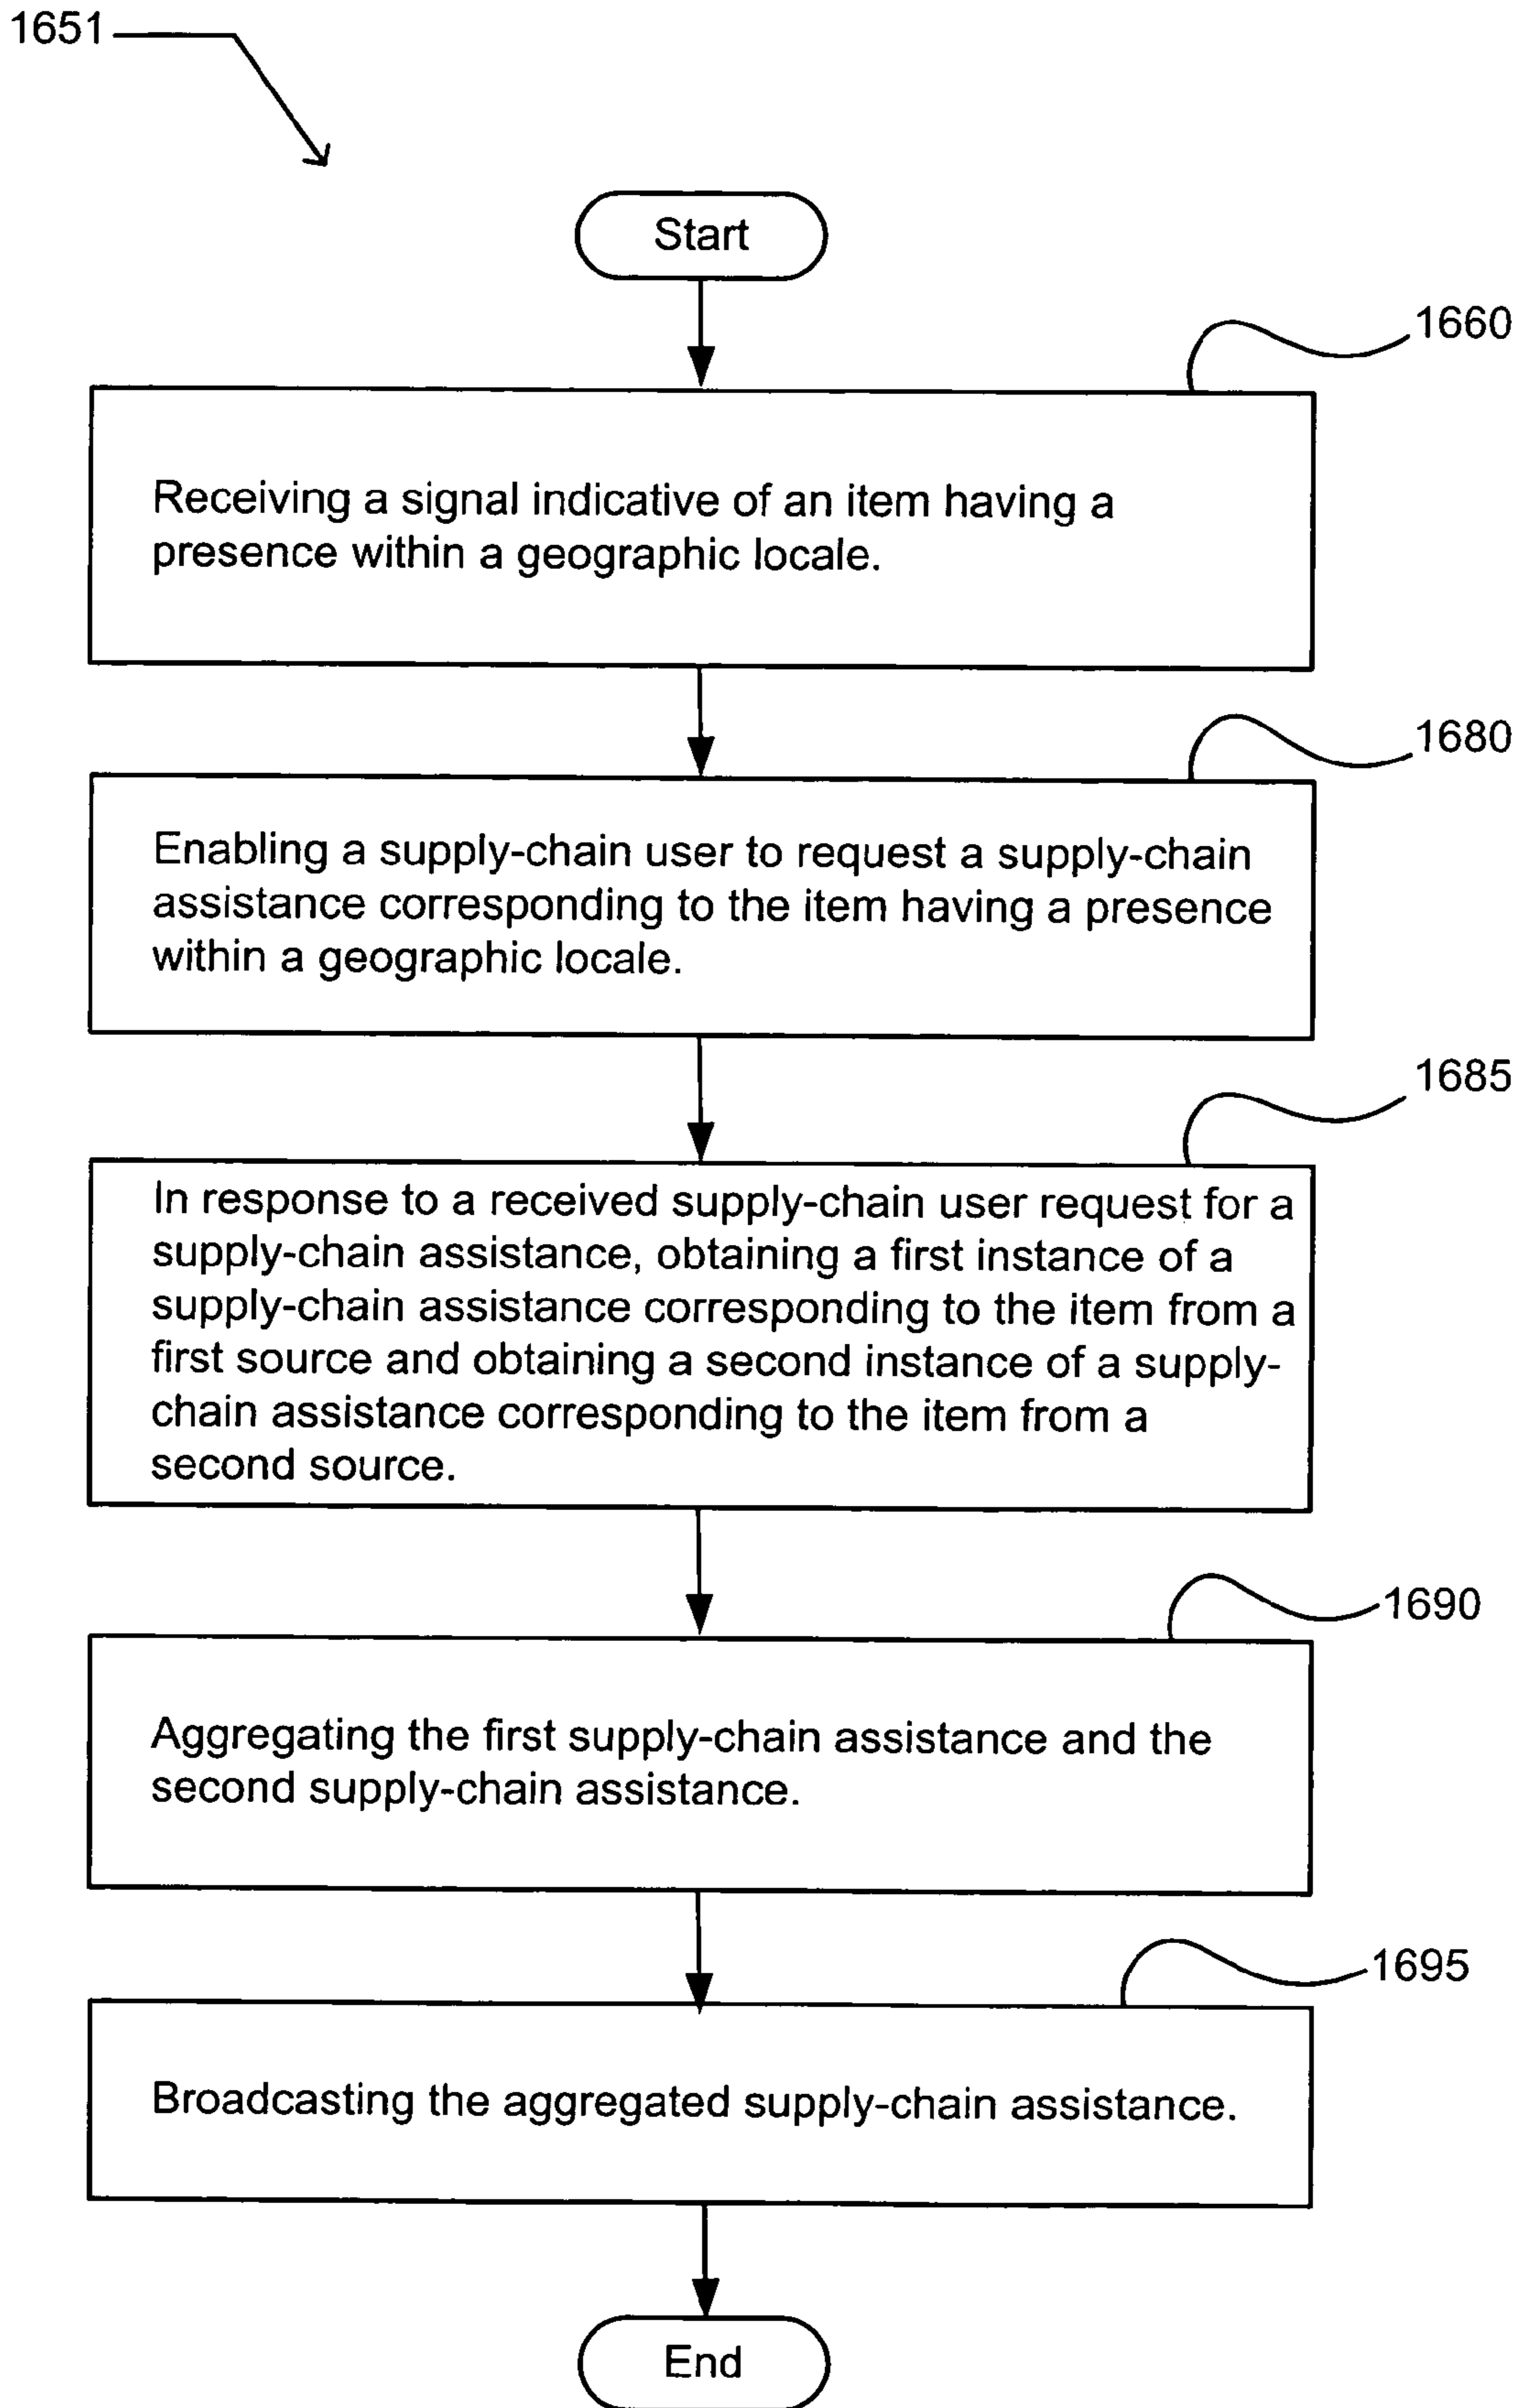 1651
Start
1660
Receiving a signal indicative of an item having a
presence within a geographic locale.
1680
Enabling a supply-chain user to request a supply-chain
assistance corresponding to the item having a presence
within a geographic locale.
1685
In response to a received supply-chain user request for a
supply-chain assistance, obtaining a first instance of a
supply-chain assistance corresponding to the item from a
first source and obtaining a second instance of a supply-
chain assistance corresponding to the item from a
second source.
1690
Aggregating the first supply-chain assistance and the
second supply-chain assistance.
1695
Broadcasting the aggregated supply-chain assistance.
End